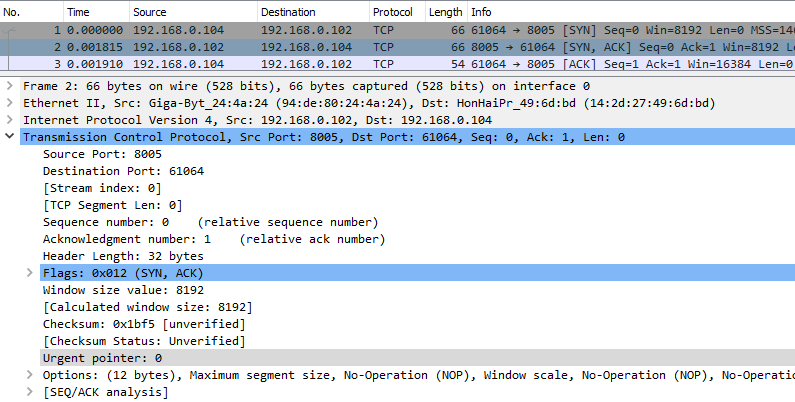 No. Time Source Destination Protocol Length Info
1 0.000000 192.168.0.104 192.168.0.102 TCP 66 61064 → 8005 [SYN] Seq=0 Win=8192 Len=0 MSS=146
2 0.001815 192.168.0.102 192.168.0.104 TCP 66 8005 → 61064 [SYN, ACK] Seq=0 Ack=1 Win=8192 L
3 0.001910 192.168.0.104 192.168.0.102 TCP 54 61064 → 8005 [ACK] Seq=1 Ack=1 Win=16384 Len=0
Frame 2: 66 bytes on wire (528 bits), 66 bytes captured (528 bits) on interface 0
Ethernet II, Src: Giga-Byt_24:4a:24 (94:de:80:24:4a:24), Dst: HonHaiPr_49:6d:bd (14:2d:27:49:6d:bd)
Internet Protocol Version 4, Src: 192.168.0.102, Dst: 192.168.0.104
Transmission Control Protocol, Src Port: 8005, Dst Port: 61064, Seq: 0, Ack: 1, Len: 0
Source Port: 8005
Destination Port: 61064
[Stream index: 0]
[TCP Segment Len: 0]
Sequence number: 0 (relative sequence number)
Acknowledgment number: 1 (relative ack number)
Header Length: 32 bytes
Flags: 0x012 (SYN, ACK)
Window size value: 8192
[Calculated window size: 8192]
Checksum: 0x1bf5 [unverified]
[Checksum Status: Unverified]
Urgent pointer: 0
Options: (12 bytes), Maximum segment size, No-Operation (NOP), Window scale, No-Operation (NOP), No-Operatio
[SEQ/ACK analysis]